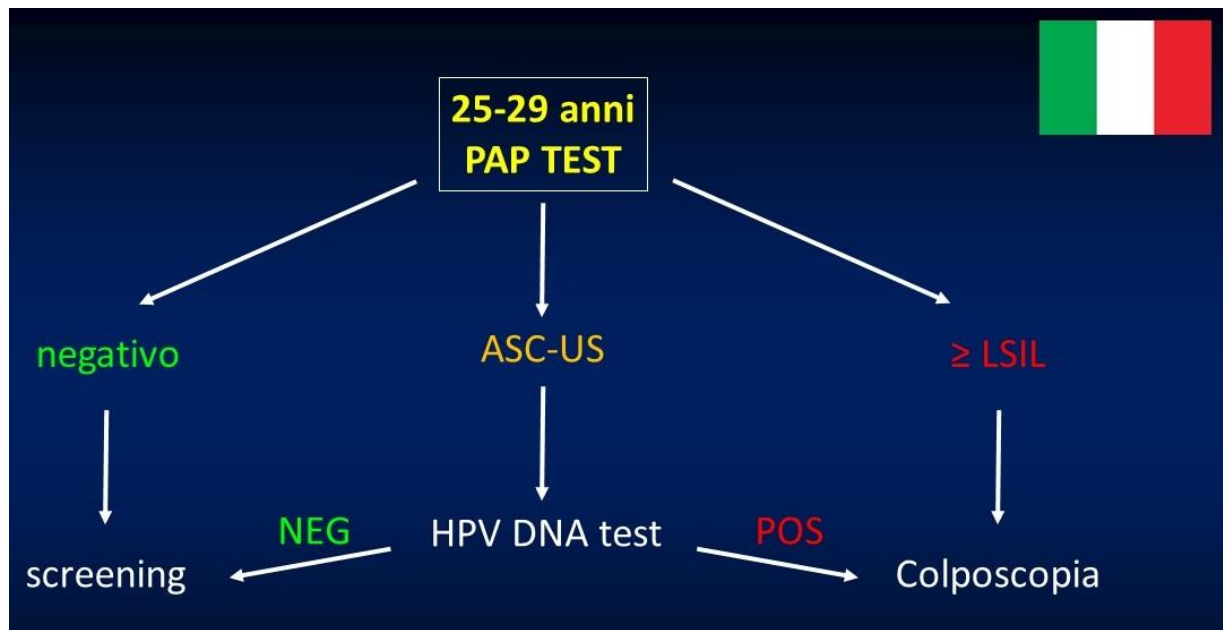 25-29 anni
PAP TEST
negativo
ASC-US
≥ LSIL
NEG
HPV DNA test
POS
screening
Colposcopia